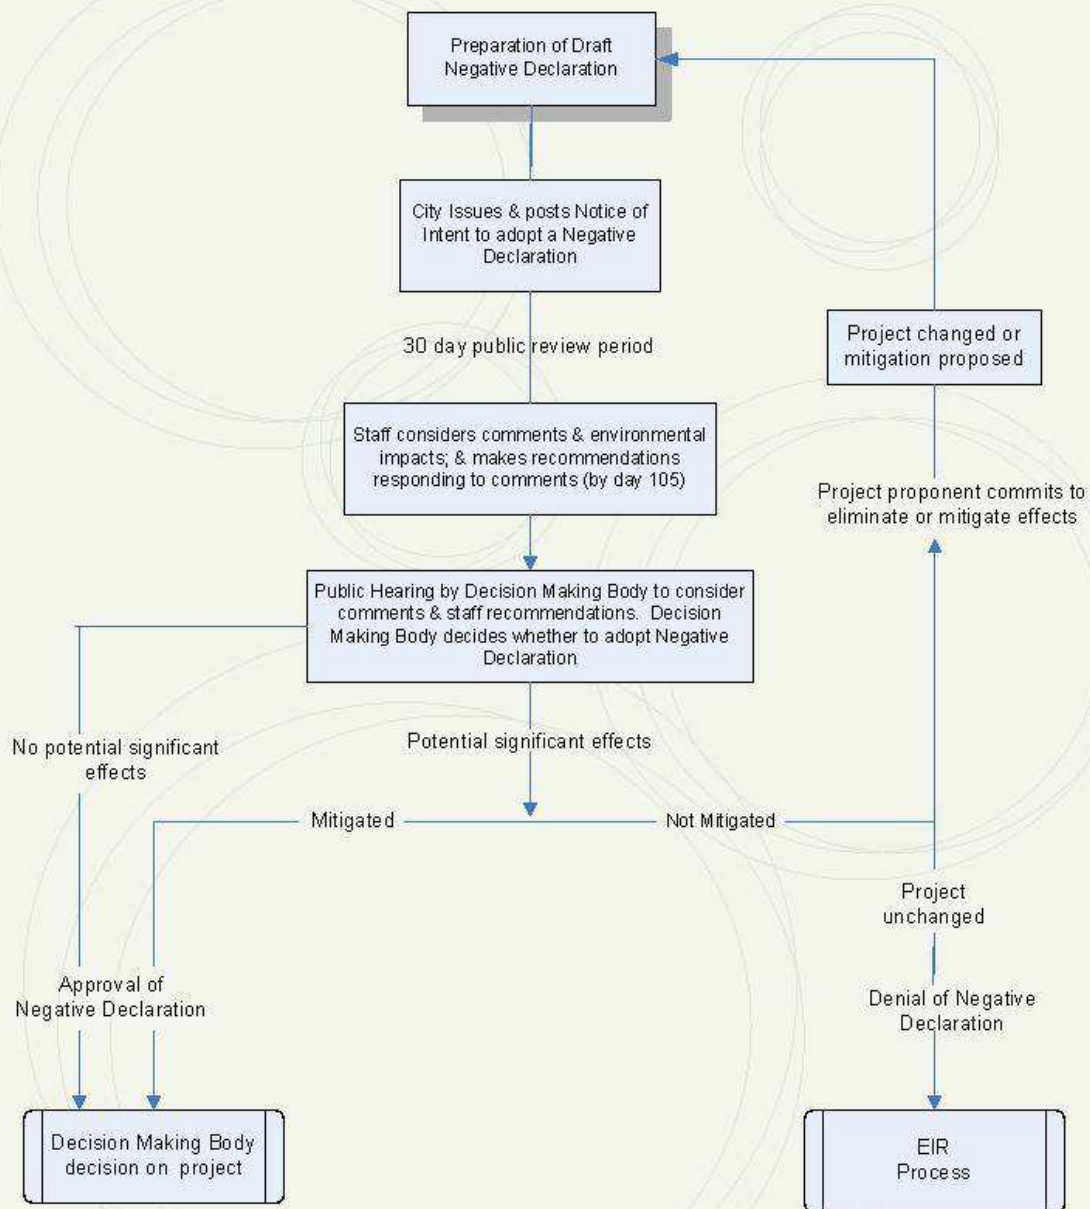 Preparation of Draft
Negative Declaration
City Issues & posts Notice of
Intent to adopt a Negative
Declaration
30 day public review period
Project changed or
mitigation proposed
Staff considers comments & environmental
impacts; & makes recommendations
responding to comments (by day 105)
Project proponent commits to
eliminate or mitigate effects
Public Hearing by Decision Making Body to consider
comments & staff recommendations. Decision
Making Body decides whether to adopt Negative
Declaration
No potential significant
effects
Potential significant effects
Mitigated
Not Mitigated
Project
unchanged
Approval of
Negative Declaration
Denial of Negative
Declaration
Decision Making Body
decision on project
EIR
Process